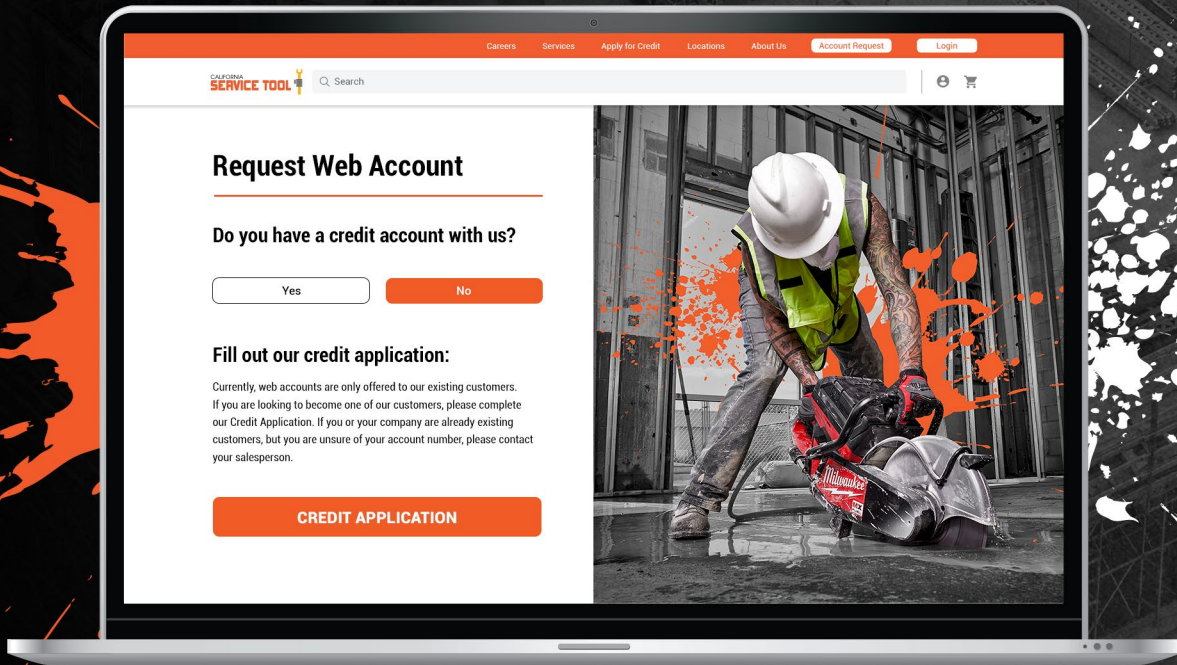 Careers Services Apply for Credit Locations About Us Account Request Login
CALIFORNIA
SERVICE TOOL
Search
Request Web Account
Do you have a credit account with us?
Yes No
Fill out our credit application:
Currently, web accounts are only offered to our existing customers.
If you are looking to become one of our customers, please complete
our Credit Application. If you or your company are already existing
customers, but you are unsure of your account number, please contact
your salesperson.
CREDIT APPLICATION
Milwaukee
MX